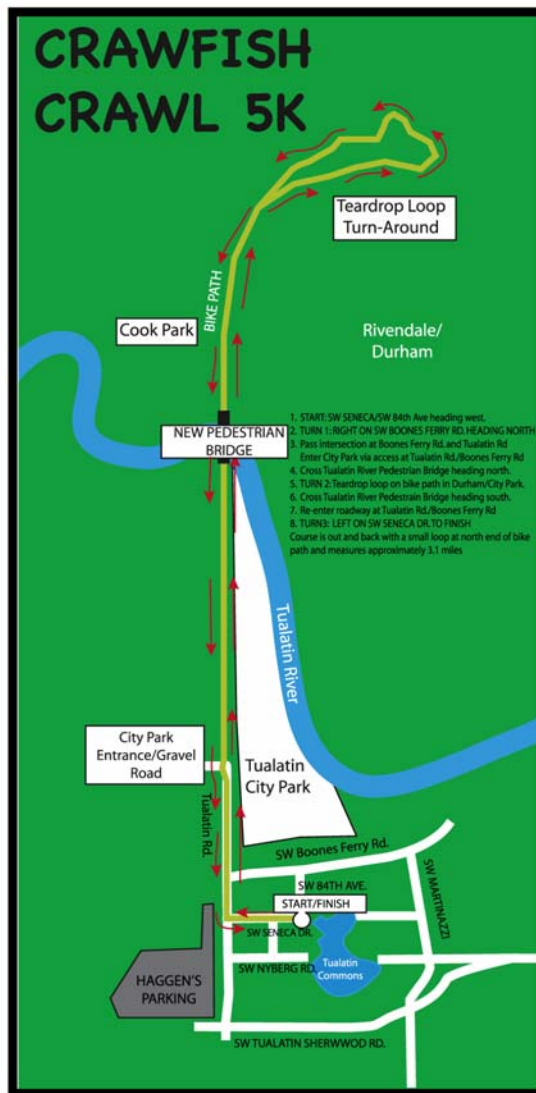 CRAWFISH
CRAWL 5K
Teardrop Loop
Turn-Around
BIKE PATH
Cook Park
Rivendale/
Durham
NEW PEDESTRIAN
BRIDGE
1. START: SW SENECA/SW 84th Ave heading west.
2. TURN 1: RIGHT ON SW BOONES FERRY RD. HEADING NORTH
3. Pass intersection at Boones Ferry Rd. and Tualatin Rd
Enter City Park via access at Tualatin Rd./Boones Ferry Rd
4. Cross Tualatin River Pedestrian Bridge heading north.
5. TURN 2: Teardrop loop on bike path in Durham/City Park.
6. Cross Tualatin River Pedestrain Bridge heading south.
7. Re-enter roadway at Tualatin Rd./Boones Ferry Rd
8. TURN3: LEFT ON SW SENECA DR. TO FINISH
Course is out and back with a small loop at north end of bike
path and measures approximately 3.1 miles
Tualatin River
City Park
Entrance/Gravel
Road
Tualatin
City Park
Tualatin Rd.
SW Boones Ferry Rd.
SW MARTINAZZI
SW 84TH AVE.
START/FINISH
SW SENECA DR.
HAGGEN'S
PARKING
SW NYBERG RD.
Tualatin
Commons
SW TUALATIN SHERWWOD RD.